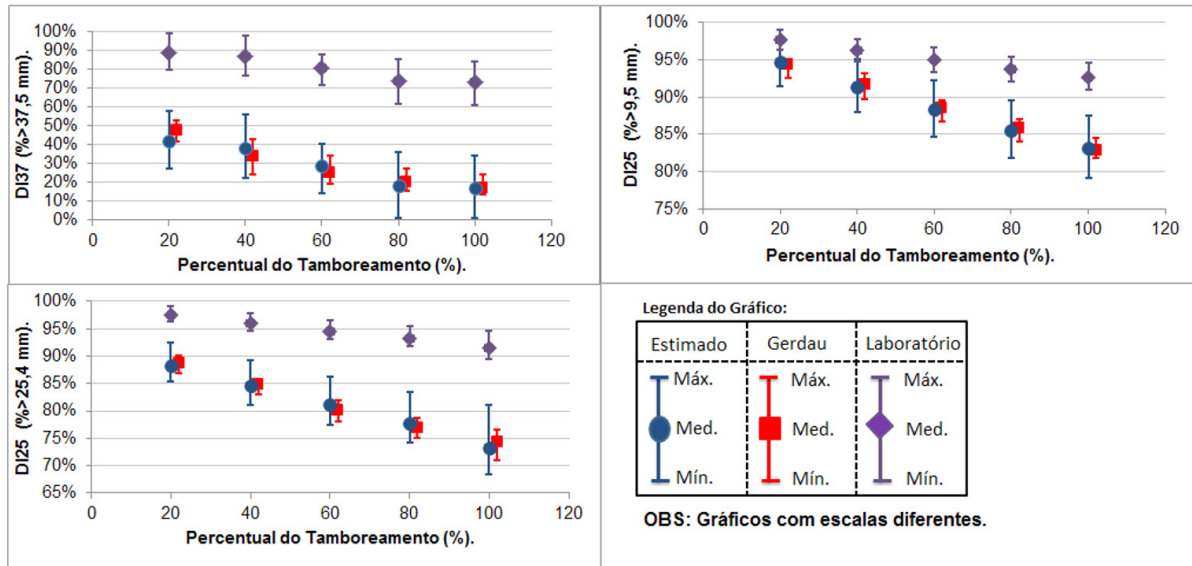 DI37 (%>37,5 mm).
100%
90%
80%
70%
60%
50%
40%
30%
20%
10%
0%
0 20 40 60 80 100 120
Percentual do Tamboreamento (%).
DI25 (%>9,5 mm).
100%
95%
90%
85%
80%
75%
0 20 40 60 80 100 120
Percentual do Tamboreamento (%).
DI25 (%>25,4 mm).
100%
95%
90%
85%
80%
75%
70%
65%
0 20 40 60 80 100 120
Percentual do Tamboreamento (%).
Legenda do Gráfico:
Estimado Gerdau Laboratório
Máx. Máx. Máx.
Med. Med. Med.
Mín. Mín. Mín.
OBS: Gráficos com escalas diferentes.